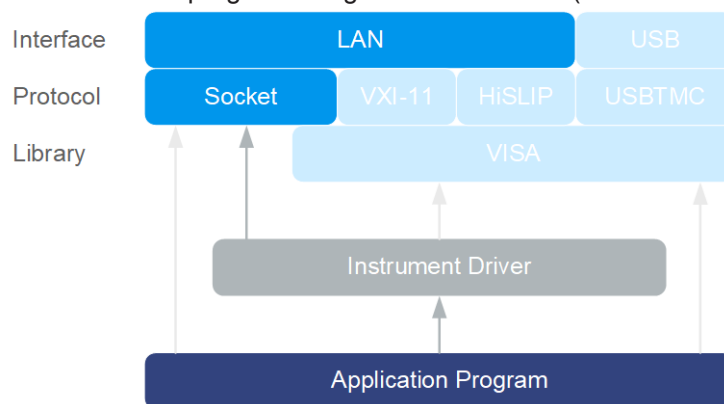 Interface LAN USB
Protocol Socket VXI-11 HiSLIP USBTMC
Library VISA
Instrument Driver
Application Program